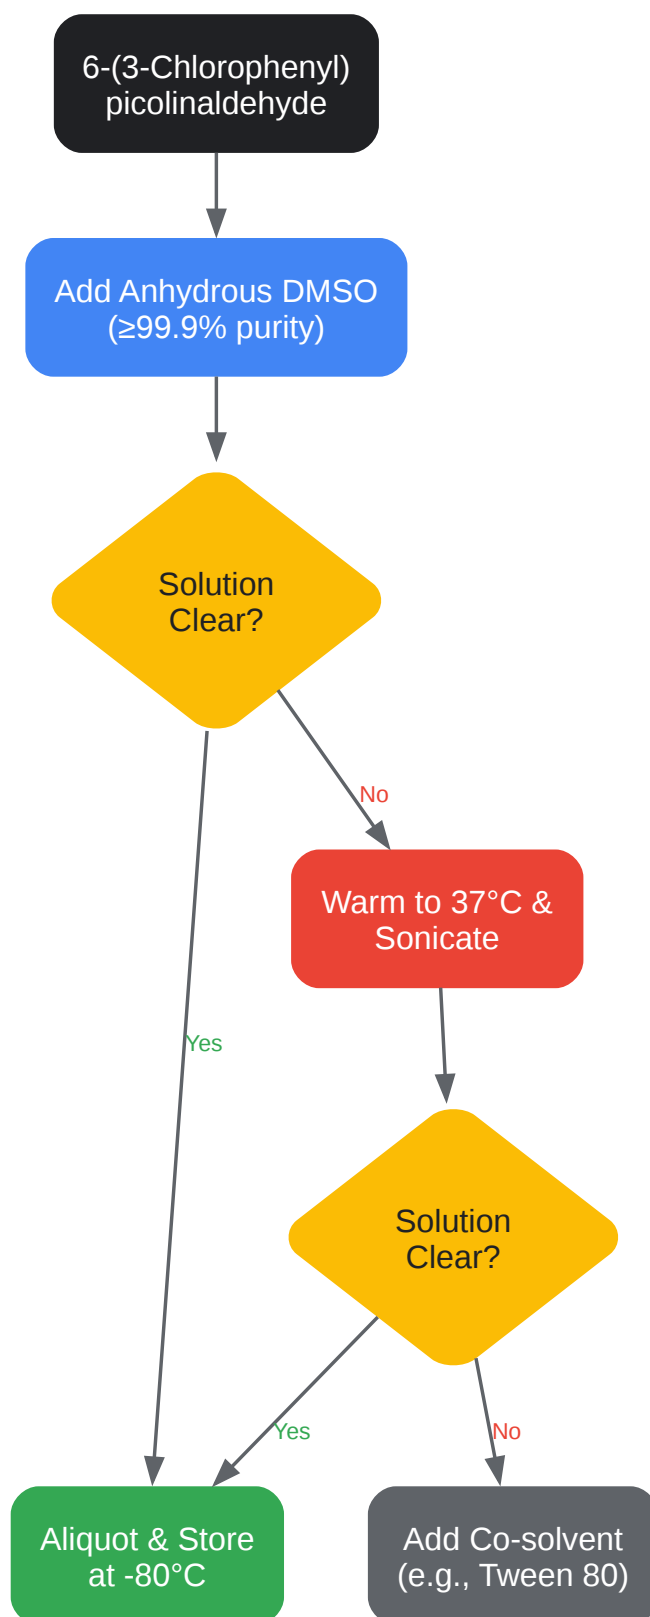 6-(3-Chlorophenyl)
picolinaldehyde
Add Anhydrous DMSO
(≥99.9% purity)
Solution
Clear?
No
Warm to 37°C &
Sonicate
Yes
Solution
Clear?
Yes
No
Aliquot & Store
at -80°C
Add Co-solvent
(e.g., Tween 80)